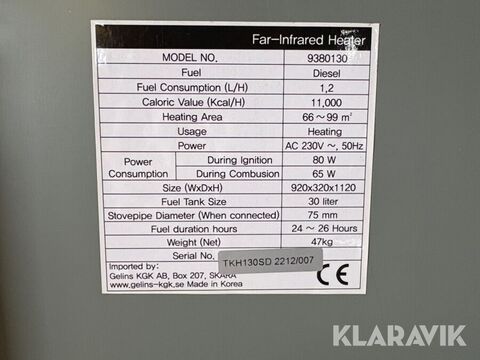 Far-Infrared Heater
MODEL NO. 9380130
Fuel Diesel
Fuel Consumption (L/H) 1,2
Caloric Value (Kcal/H) 11,000
Heating Area 66~99 ㎡
Usage Heating
Power AC 230V ~, 50Hz
Power Consumption During Ignition 80 W
During Combusion 65 W
Size (WxDxH) 920x320x1120
Fuel Tank Size 30 liter
Stovepipe Diameter (When connected) 75 mm
Fuel duration hours 24 ~ 26 Hours
Weight (Net) 47kg
Serial No. TKH130SD 2212/007
Imported by:
Gelins KGK AB, Box 207, SKARA
www.gelins-kgk.se Made in Korea
CE
KLARAVIK